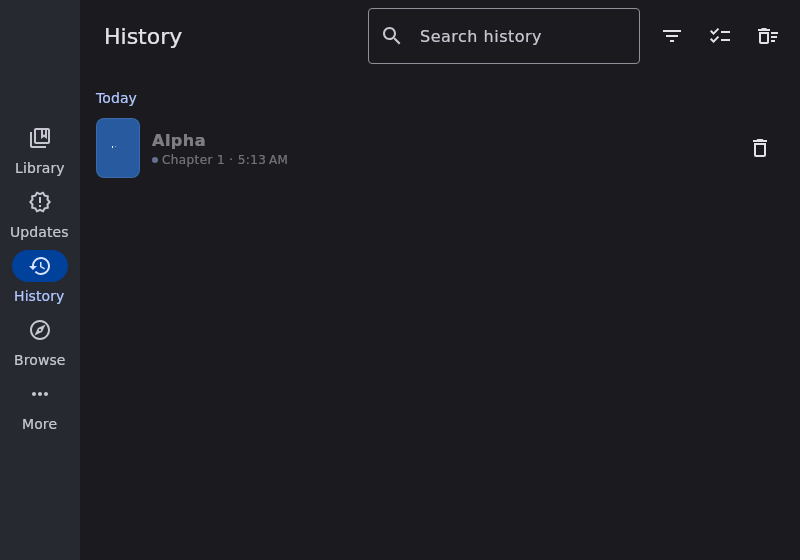 History
Search history
Today
Alpha
Chapter 1 · 5:13 AM
Library
Updates
History
Browse
More